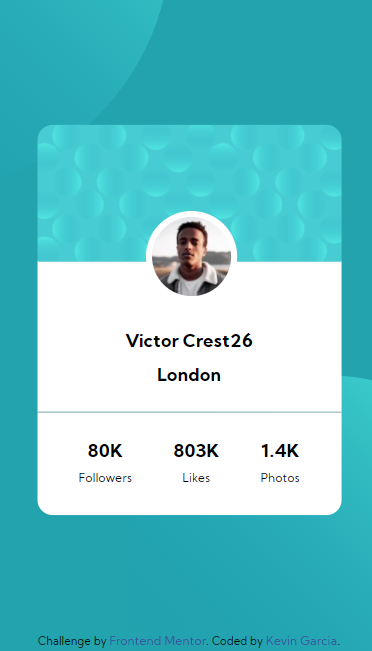 Victor Crest26
London
80K 803K 1.4K
Followers Likes Photos
Challenge by Frontend Mentor. Coded by Kevin Garcia.